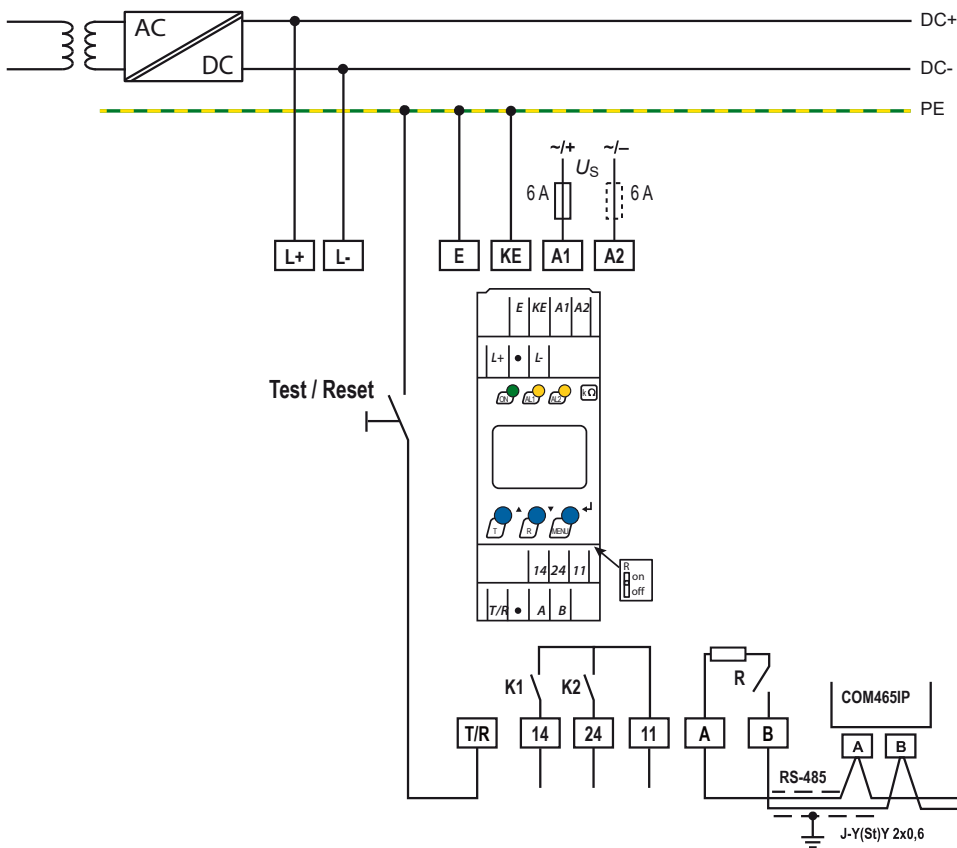 AC
DC
DC+
DC-
PE
~/+
~/–
US
6 A
6 A
L+
L-
E
KE
A1
A2
E KE A1 A2
L+ • L-
Test / Reset
ON AL1 AL2 kΩ
T ▲ R ▼ MENU ↵
14 24 11
T/R • A B
R
on
off
K1
K2
R
COM465IP
T/R
14
24
11
A
B
A
B
RS-485
J-Y(St)Y 2x0,6